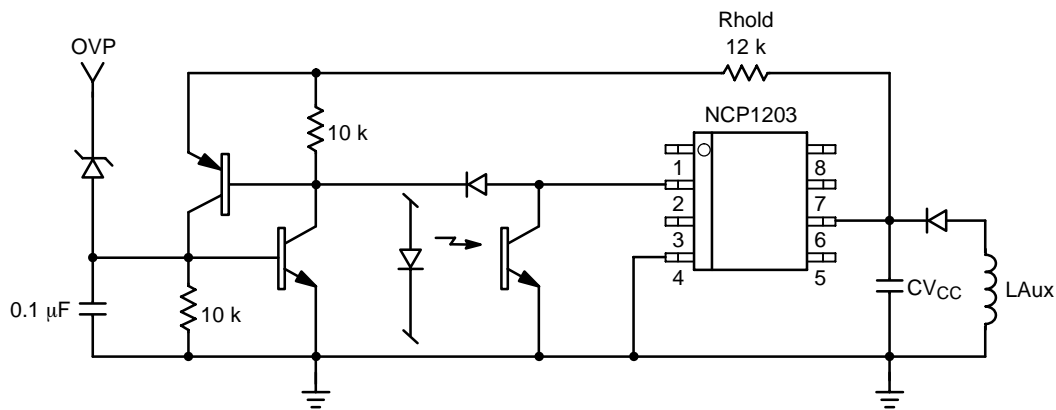 Rhold
12 k
OVP
NCP1203
10 k
1
8
2
7
3
6
4
5
0.1 μF
10 k
CVCC
LAux